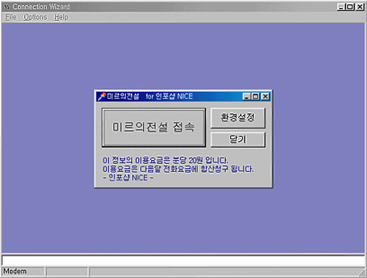 Connection Wizard
File Options Help
미르의전설 for 인포샵 NICE
미르의전설 접속
환경설정
닫기
이 정보의 이용요금은 분당 20원 입니다.
이용요금은 다음달 전화요금에 합산청구 됩니다.
- 인포샵 NICE -
Modem